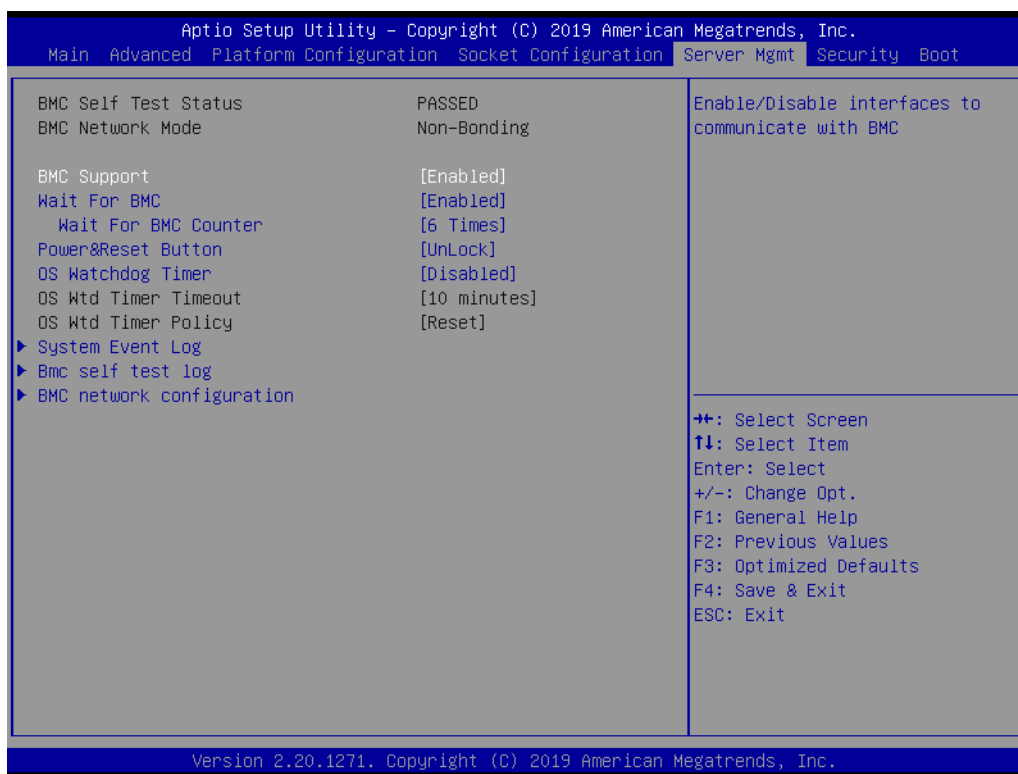 Aptio Setup Utility – Copyright (C) 2019 American Megatrends, Inc.
Main Advanced Platform Configuration Socket Configuration Server Mgmt Security Boot
BMC Self Test Status PASSED
BMC Network Mode Non-Bonding
BMC Support [Enabled]
Wait For BMC [Enabled]
Wait For BMC Counter [6 Times]
Power&Reset Button [UnLock]
OS Watchdog Timer [Disabled]
OS Wtd Timer Timeout [10 minutes]
OS Wtd Timer Policy [Reset]
▶ System Event Log
▶ Bmc self test log
▶ BMC network configuration
Enable/Disable interfaces to
communicate with BMC
→←: Select Screen
↑↓: Select Item
Enter: Select
+/-: Change Opt.
F1: General Help
F2: Previous Values
F3: Optimized Defaults
F4: Save & Exit
ESC: Exit
Version 2.20.1271. Copyright (C) 2019 American Megatrends, Inc.